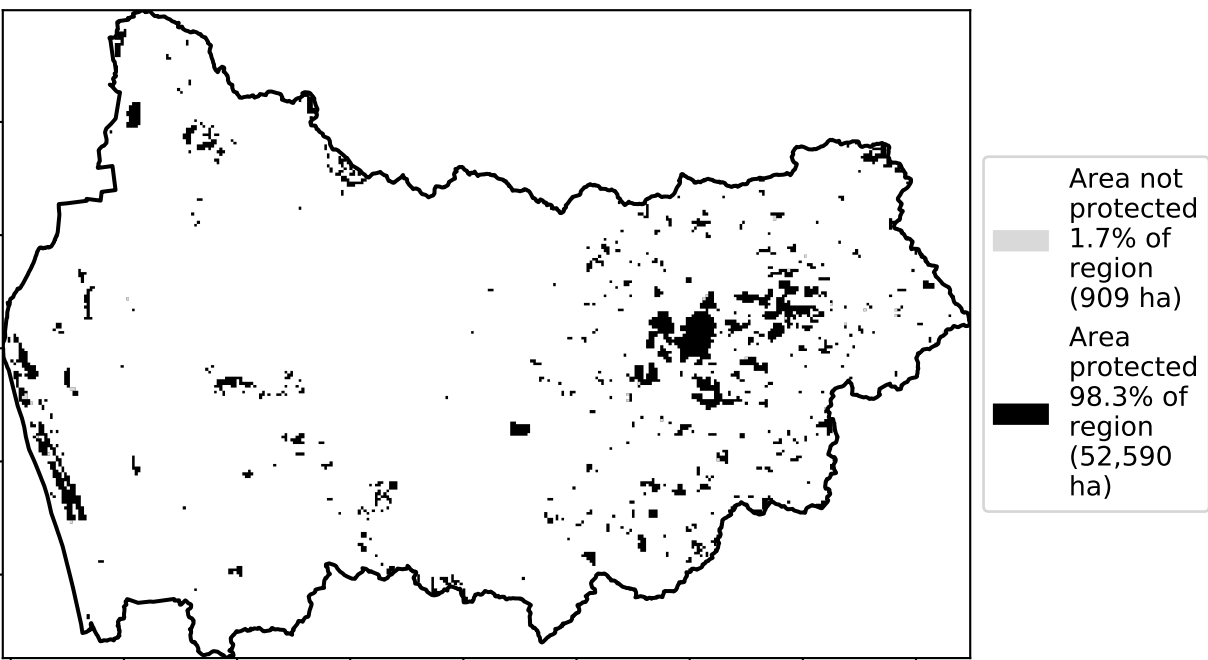 Area not
protected
1.7% of
region
(909 ha)
Area
protected
98.3% of
region
(52,590
ha)